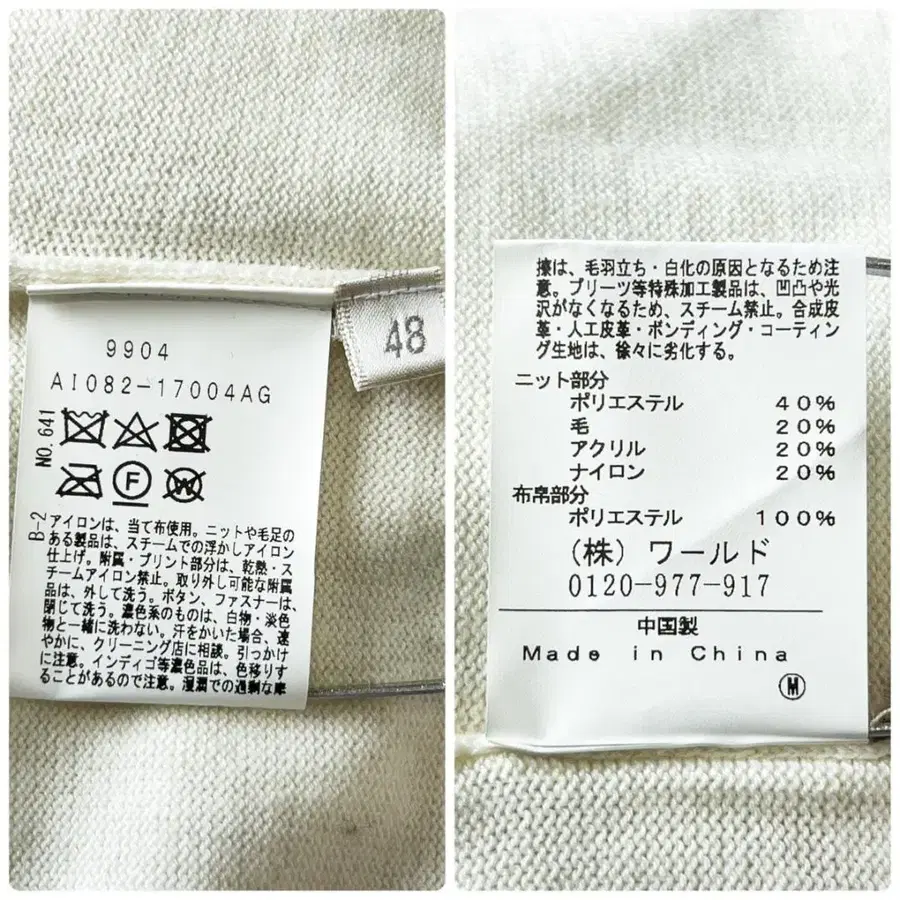 9904
AI082-17004AG
NO.641
F
W
B-2
アイロンは、当て布使用。ニットや毛足の
ある製品は、スチームでの浮かしアイロン
仕上げ。附属・プリント部分は、乾熱・ス
チームアイロン禁止。取り外し可能な附属
品は、外して洗う。ボタン、ファスナーは、
閉じて洗う。濃色系のものは、白物・淡色
物と一緒に洗わない。汗をかいた場合、速
やかに、クリーニング店に相談。引っかけ
に注意。インディゴ等濃色品は、色移りす
ることがあるので注意。湿潤での過剰な摩
48
擦は、毛羽立ち・白化の原因となるため注
意。プリーツ等特殊加工製品は、凹凸や光
沢がなくなるため、スチーム禁止。合成皮
革・人工皮革・ボンディング・コーティン
グ生地は、徐々に劣化する。
ニット部分
ポリエステル 40%
毛 20%
アクリル 20%
ナイロン 20%
布帛部分
ポリエステル 100%
(株)ワールド
0120-977-917
中国製
Made in China
M